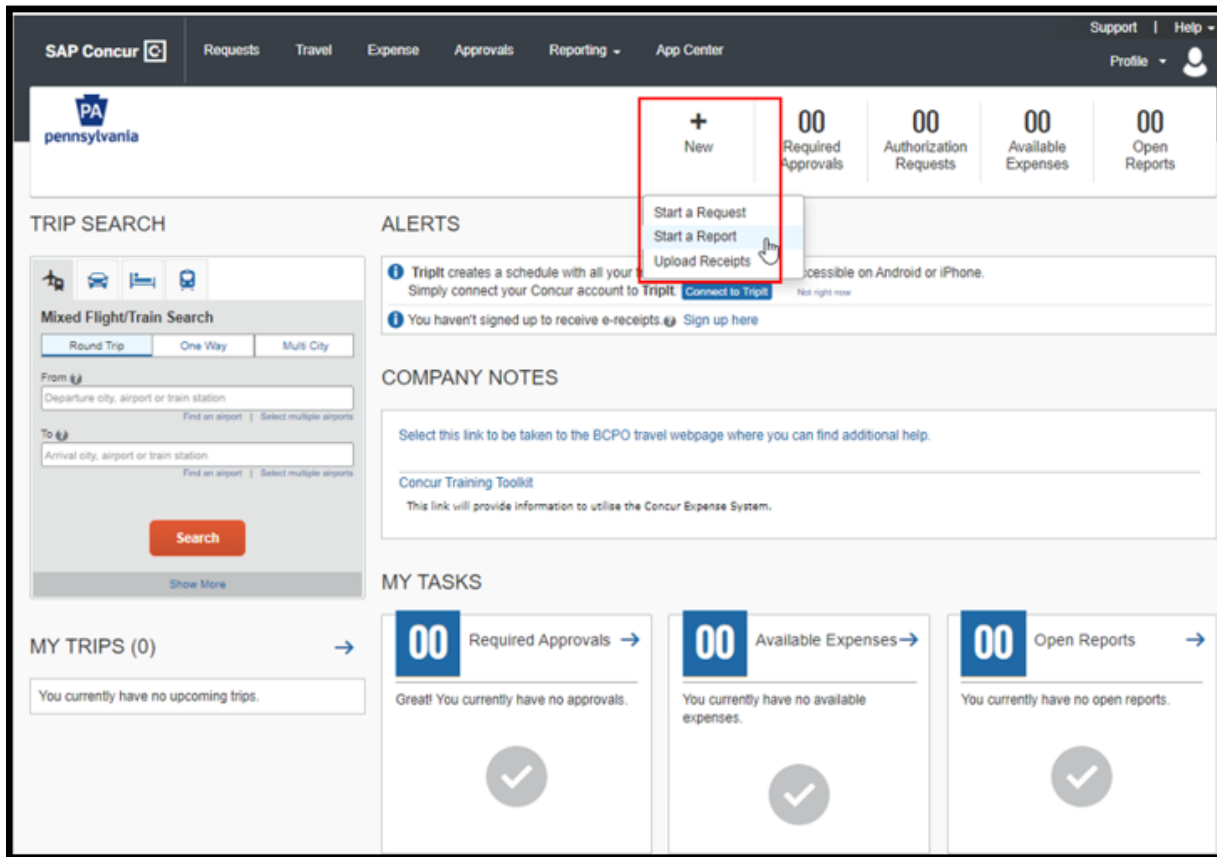 Support | Help
SAP Concur C Requests Travel Expense Approvals Reporting App Center
Profile
PA
pennsylvania
+ 00 00 00 00
New Required Authorization Available Open
Approvals Requests Expenses Reports
Start a Request
Start a Report
Upload Receipts
TRIP SEARCH
Mixed Flight/Train Search
Round Trip One Way Multi City
From
Departure city, airport or train station
Find an airport | Select multiple airports
To
Arrival city, airport or train station
Find an airport | Select multiple airports
Search
Show More
MY TRIPS (0)
You currently have no upcoming trips.
ALERTS
TripIt creates a schedule with all your cessible on Android or iPhone.
Simply connect your Concur account to TripIt. Connect to TripIt Not right now
You haven't signed up to receive e-receipts. Sign up here
COMPANY NOTES
Select this link to be taken to the BCPO travel webpage where you can find additional help.
Concur Training Toolkit
This link will provide information to utilise the Concur Expense System.
MY TASKS
00 Required Approvals
Great! You currently have no approvals.
00 Available Expenses
You currently have no available
expenses.
00 Open Reports
You currently have no open reports.